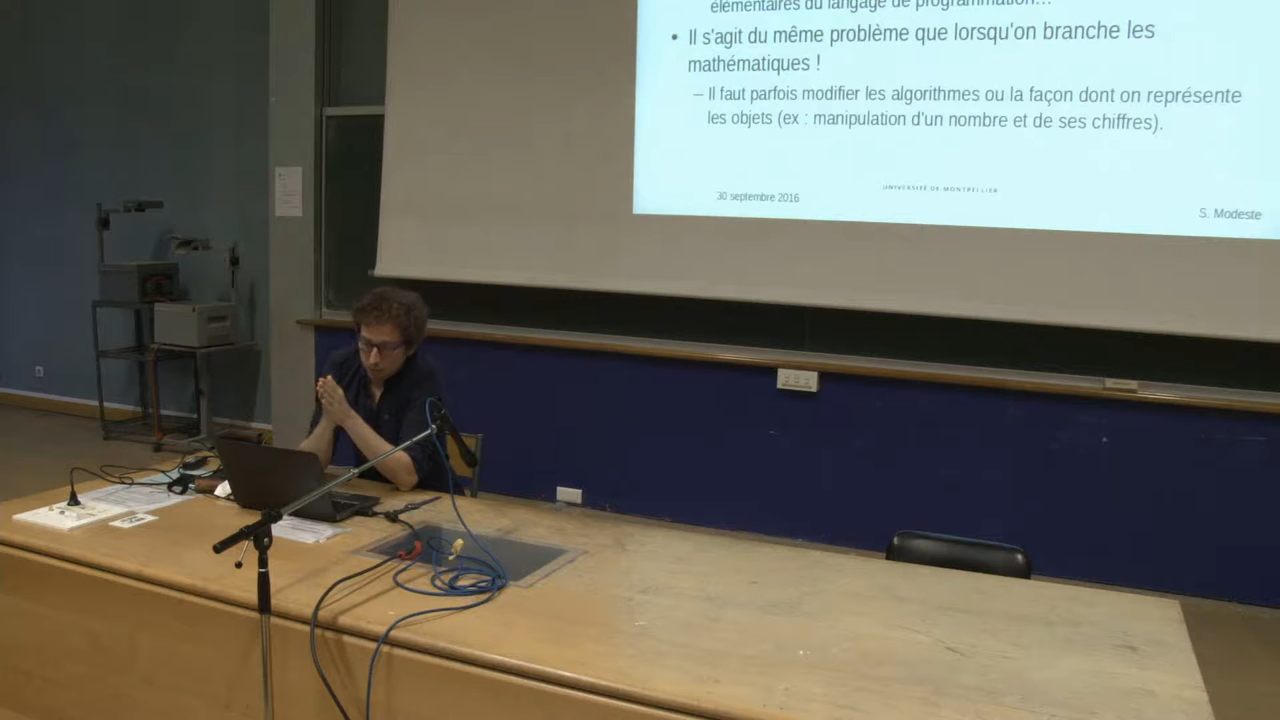 élémentaires du langage de programmation...
• Il s'agit du même problème que lorsqu'on branche les
mathématiques !
– Il faut parfois modifier les algorithmes ou la façon dont on représente
les objets (ex : manipulation d'un nombre et de ses chiffres).
30 septembre 2016
UNIVERSITÉ DE MONTPELLIER
S. Modeste